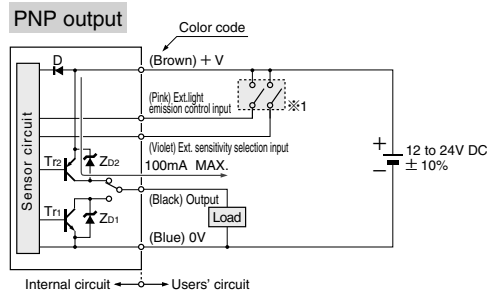 PNP output
Color code
D
(Brown) + V
(Pink) Ext.light
emission control input
※1
(Violet) Ext. sensitivity selection input
100mA MAX.
Sensor circuit
Tr2
ZD2
+
12 to 24V DC
− ± 10%
(Black) Output
Load
Tr1
ZD1
(Blue) 0V
Internal circuit
Users' circuit